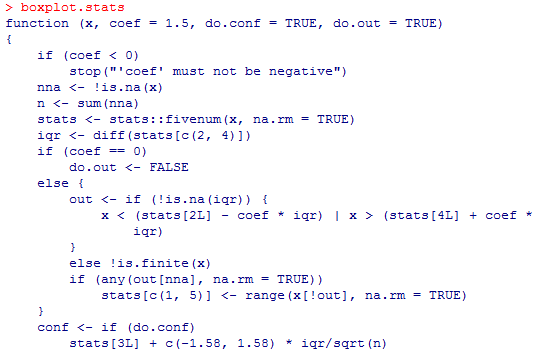 > boxplot.stats
function (x, coef = 1.5, do.conf = TRUE, do.out = TRUE)
{
    if (coef < 0)
        stop("'coef' must not be negative")
    nna <- !is.na(x)
    n <- sum(nna)
    stats <- stats::fivenum(x, na.rm = TRUE)
    iqr <- diff(stats[c(2, 4)])
    if (coef == 0)
        do.out <- FALSE
    else {
        out <- if (!is.na(iqr)) {
            x < (stats[2L] - coef * iqr) | x > (stats[4L] + coef *
                iqr)
        }
        else !is.finite(x)
        if (any(out[nna], na.rm = TRUE))
            stats[c(1, 5)] <- range(x[!out], na.rm = TRUE)
    }
    conf <- if (do.conf)
        stats[3L] + c(-1.58, 1.58) * iqr/sqrt(n)